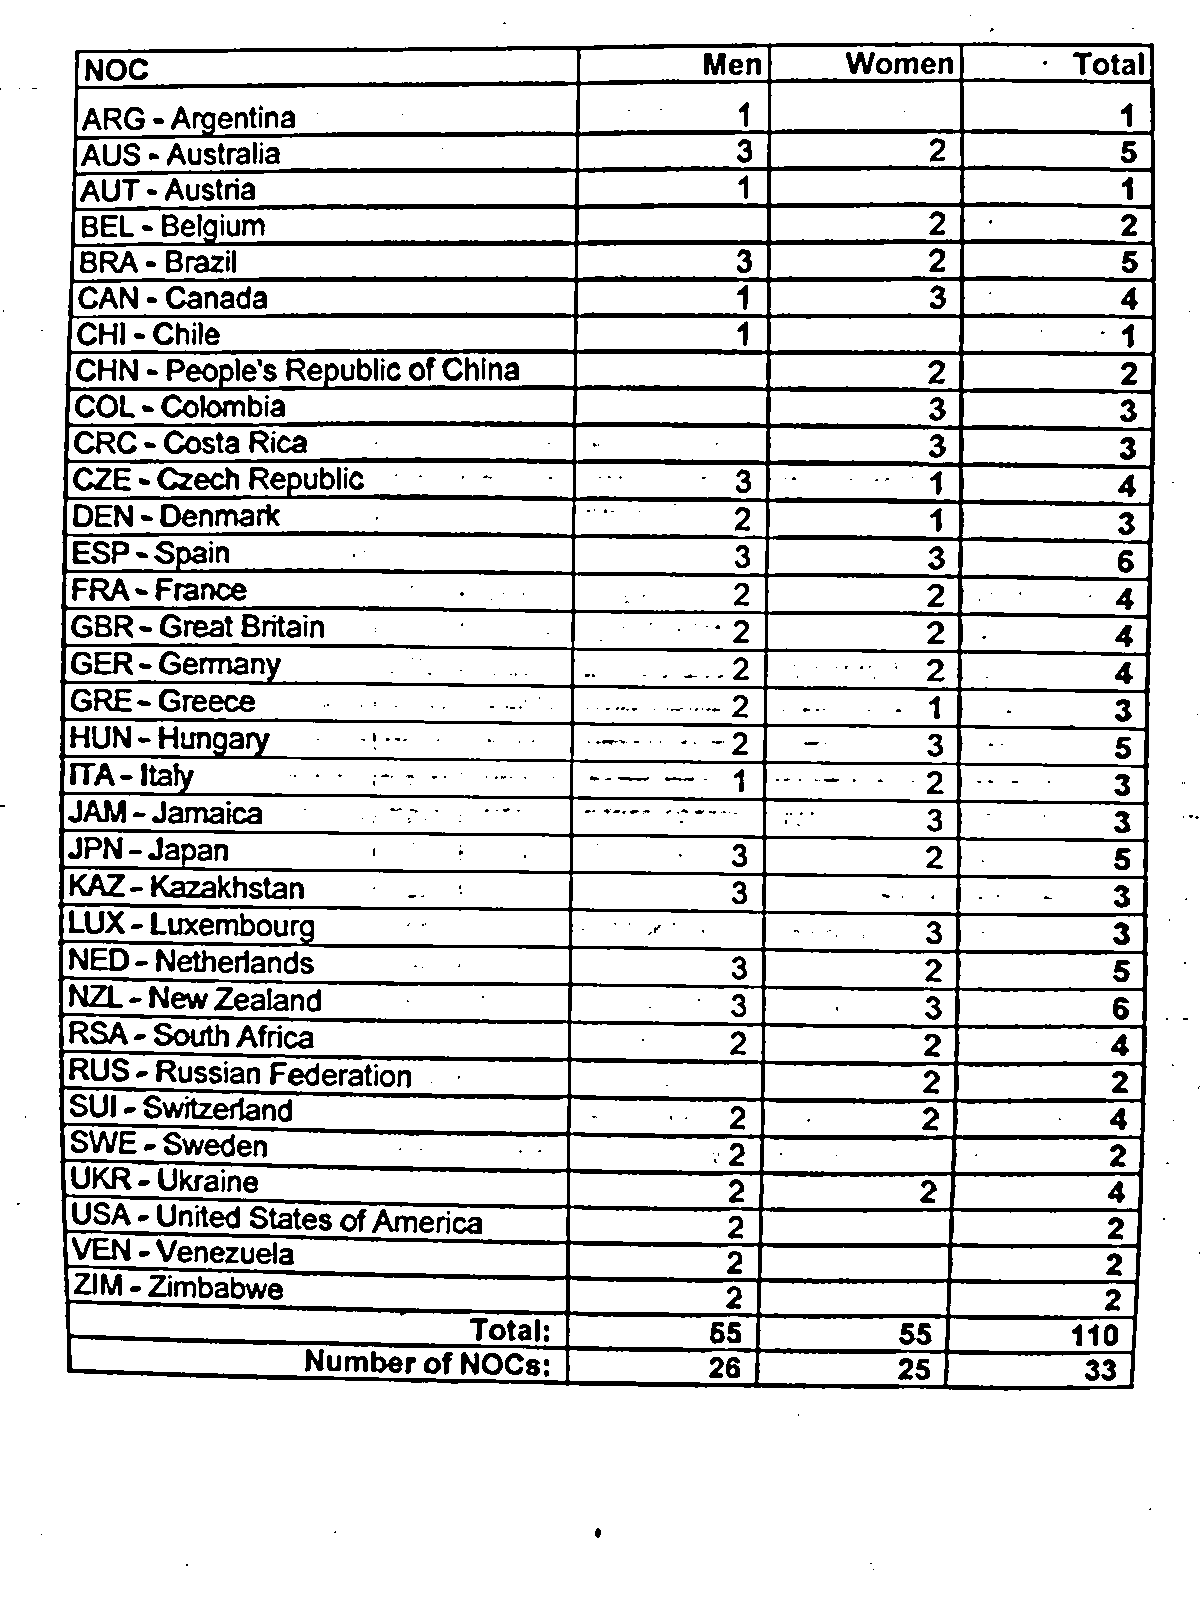 NOC Men Women Total
ARG - Argentina 1 1
AUS - Australia 3 2 5
AUT - Austria 1 1
BEL - Belgium 2 2
BRA - Brazil 3 2 5
CAN - Canada 1 3 4
CHI - Chile 1 1
CHN - People's Republic of China 2 2
COL - Colombia 3 3
CRC - Costa Rica 3 3
CZE - Czech Republic 3 1 4
DEN - Denmark 2 1 3
ESP - Spain 3 3 6
FRA - France 2 2 4
GBR - Great Britain 2 2 4
GER - Germany 2 2 4
GRE - Greece 2 1 3
HUN - Hungary 2 3 5
ITA - Italy 1 2 3
JAM - Jamaica 3 3
JPN - Japan 3 2 5
KAZ - Kazakhstan 3 3
LUX - Luxembourg 3 3
NED - Netherlands 3 2 5
NZL - New Zealand 3 3 6
RSA - South Africa 2 2 4
RUS - Russian Federation 2 2
SUI - Switzerland 2 2 4
SWE - Sweden 2 2
UKR - Ukraine 2 2 4
USA - United States of America 2 2
VEN - Venezuela 2 2
ZIM - Zimbabwe 2 2
Total: 55 55 110
Number of NOCs: 26 25 33